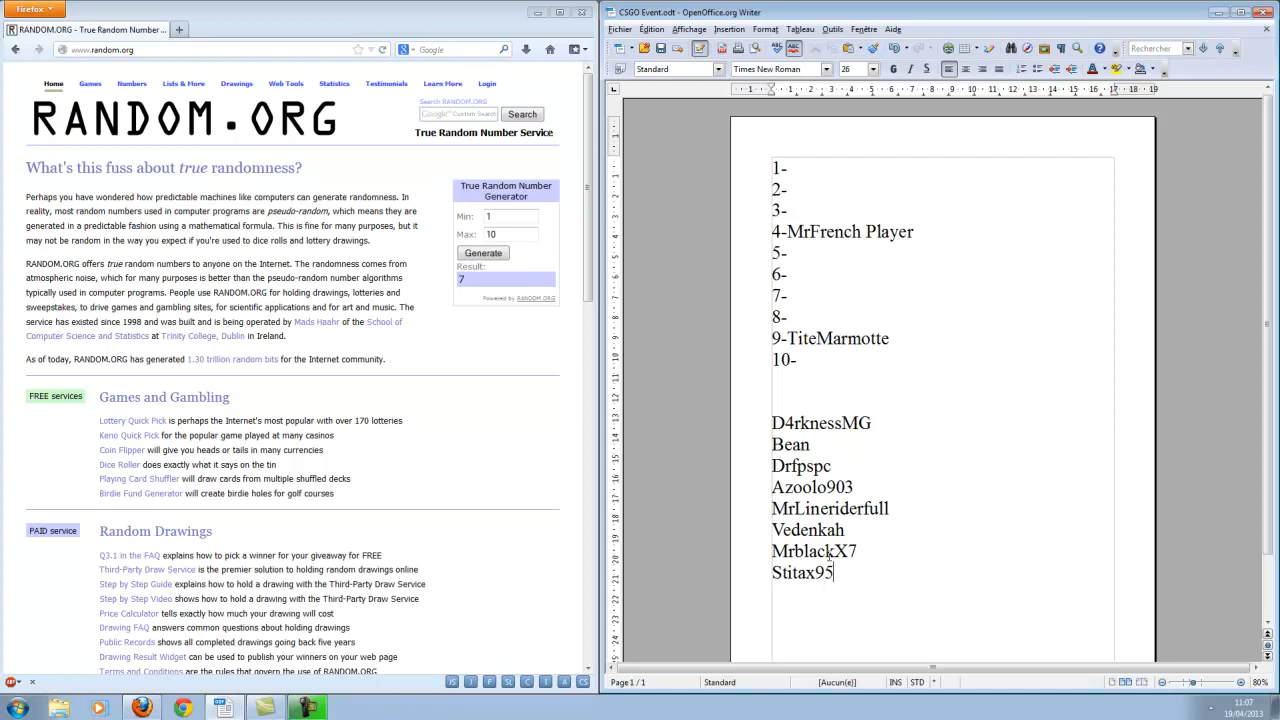 Firefox
RANDOM.ORG - True Random Number ...
www.random.org
Google
Home Games Numbers Lists & More Drawings Web Tools Statistics Testimonials Learn More Login
RANDOM.ORG
Search RANDOM.ORG
Google Custom Search
Search
True Random Number Service
What's this fuss about true randomness?
Perhaps you have wondered how predictable machines like computers can generate randomness. In
reality, most random numbers used in computer programs are pseudo-random, which means they are
generated in a predictable fashion using a mathematical formula. This is fine for many purposes, but it
may not be random in the way you expect if you're used to dice rolls and lottery drawings.
RANDOM.ORG offers true random numbers to anyone on the Internet. The randomness comes from
atmospheric noise, which for many purposes is better than the pseudo-random number algorithms
typically used in computer programs. People use RANDOM.ORG for holding drawings, lotteries and
sweepstakes, to drive games and gambling sites, for scientific applications and for art and music. The
service has existed since 1998 and was built and is being operated by Mads Haahr of the School of
Computer Science and Statistics at Trinity College, Dublin in Ireland.
As of today, RANDOM.ORG has generated 1.30 trillion random bits for the Internet community.
True Random Number
Generator
Min: 1
Max: 10
Generate
Result:
7
Powered by RANDOM.ORG
FREE services
Games and Gambling
Lottery Quick Pick is perhaps the Internet's most popular with over 170 lotteries
Keno Quick Pick for the popular game played at many casinos
Coin Flipper will give you heads or tails in many currencies
Dice Roller does exactly what it says on the tin
Playing Card Shuffler will draw cards from multiple shuffled decks
Birdie Fund Generator will create birdie holes for golf courses
PAID service
Random Drawings
Q3.1 in the FAQ explains how to pick a winner for your giveaway for FREE
Third-Party Draw Service is the premier solution to holding random drawings online
Step by Step Guide explains how to hold a drawing with the Third-Party Draw Service
Step by Step Video shows how to hold a drawing with the Third-Party Draw Service
Price Calculator tells exactly how much your drawing will cost
Drawing FAQ answers common questions about holding drawings
Public Records shows all completed drawings going back five years
Drawing Result Widget can be used to publish your winners on your web page
Terms and Conditions are the rules that govern the use of RANDOM.ORG
CSGO Event.odt - OpenOffice.org Writer
Fichier Édition Affichage Insertion Format Tableau Outils Fenêtre Aide
Rechercher
Standard
Times New Roman
26
1-
2-
3-
4-MrFrench Player
5-
6-
7-
8-
9-TiteMarmotte
10-
D4rknessMG
Bean
Drfpspc
Azoolo903
MrLineriderfull
Vedenkah
MrblackX7
Stitax95
Page1 / 1
Standard
[Aucun(e)]
INS
STD
*
80%
11:07
19/04/2013